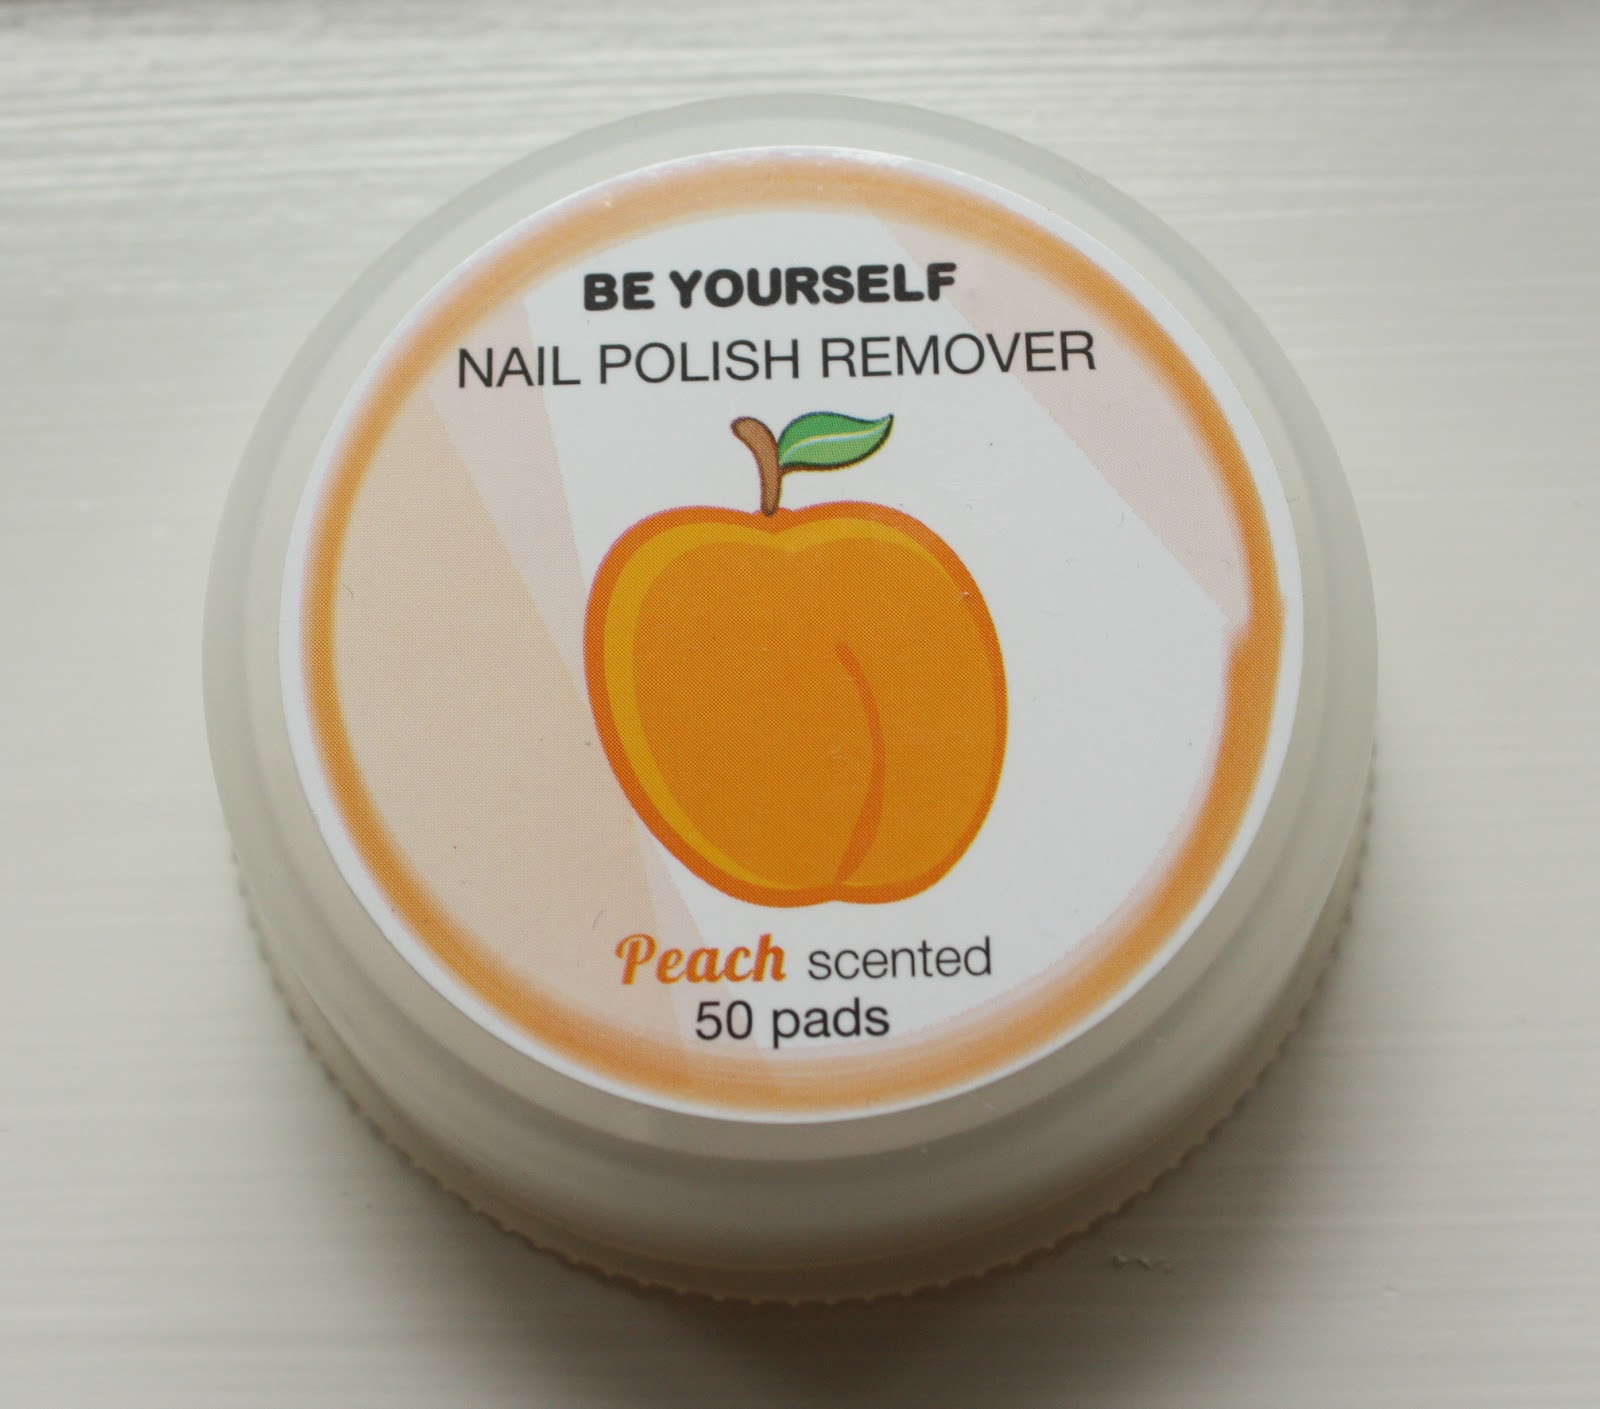 BE YOURSELF
NAIL POLISH REMOVER
Peach scented
50 pads